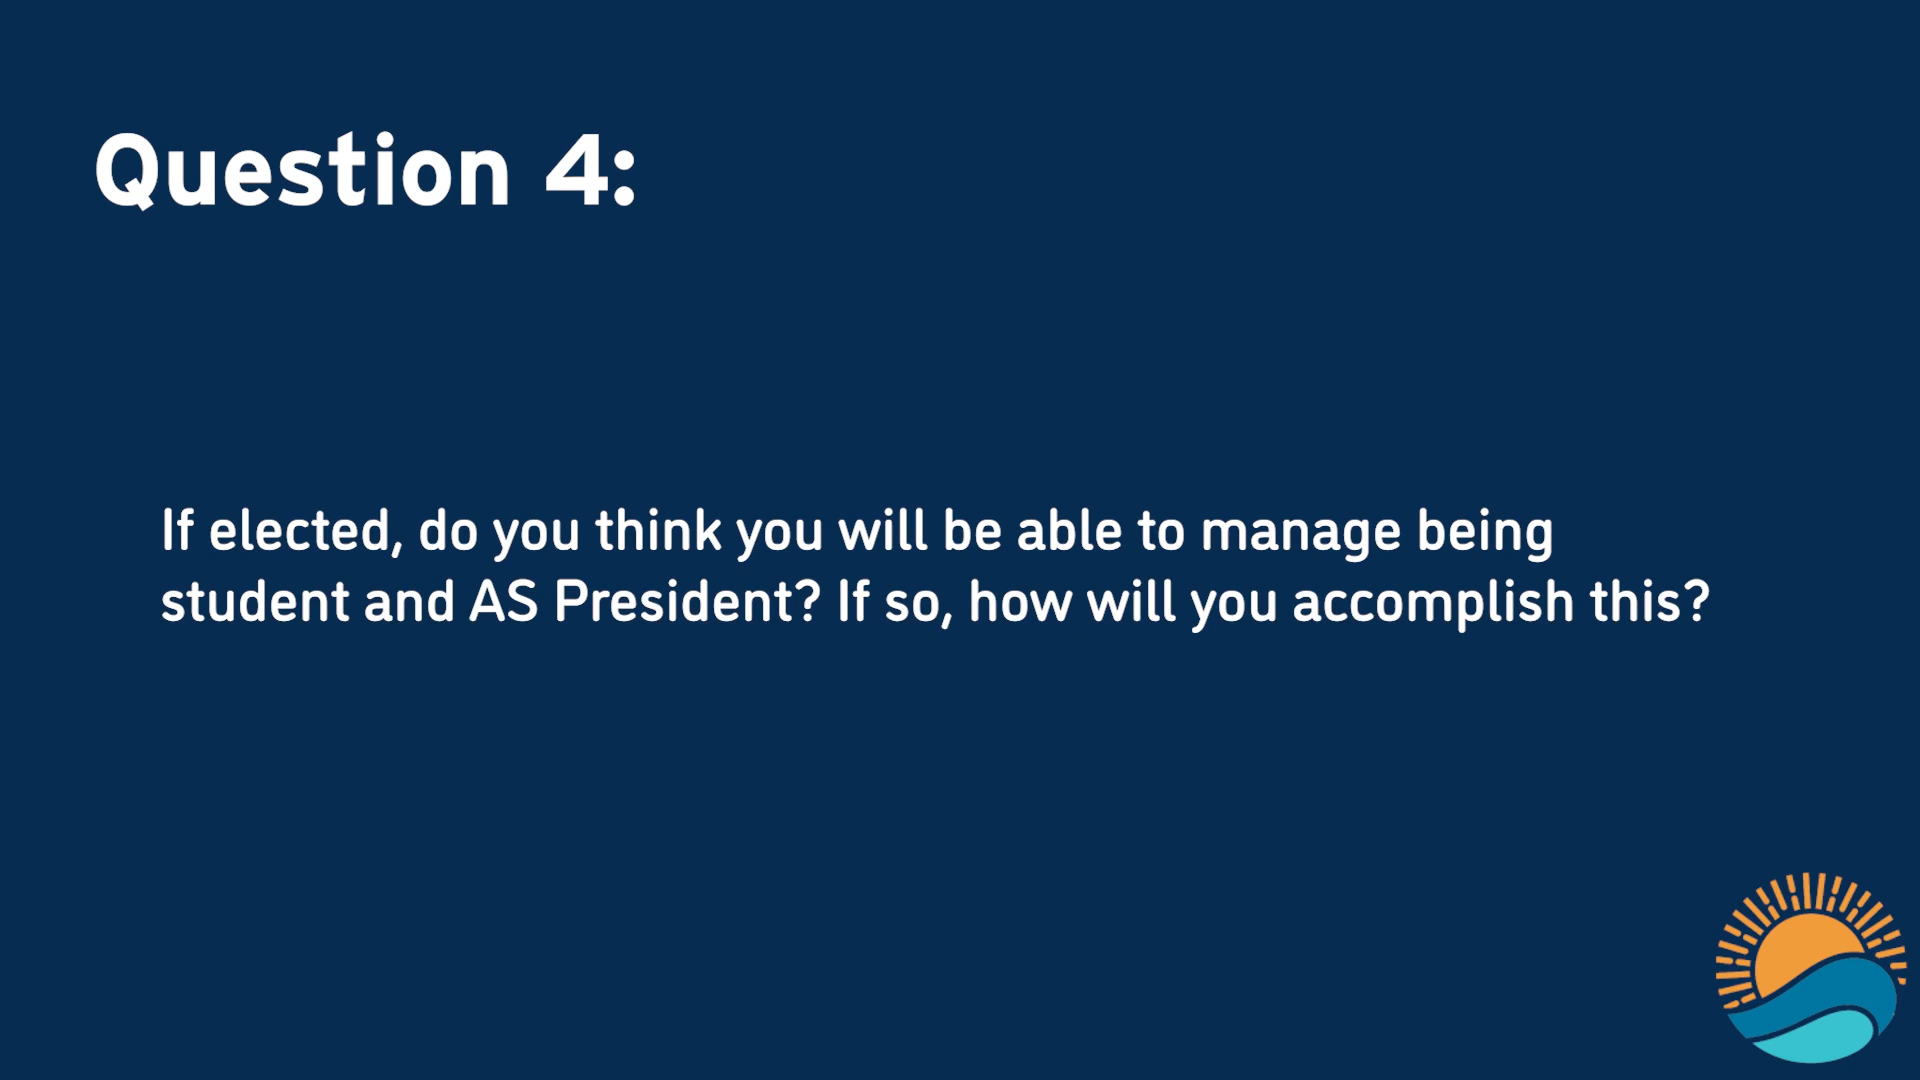 Question 4:
If elected, do you think you will be able to manage being
student and AS President? If so, how will you accomplish this?